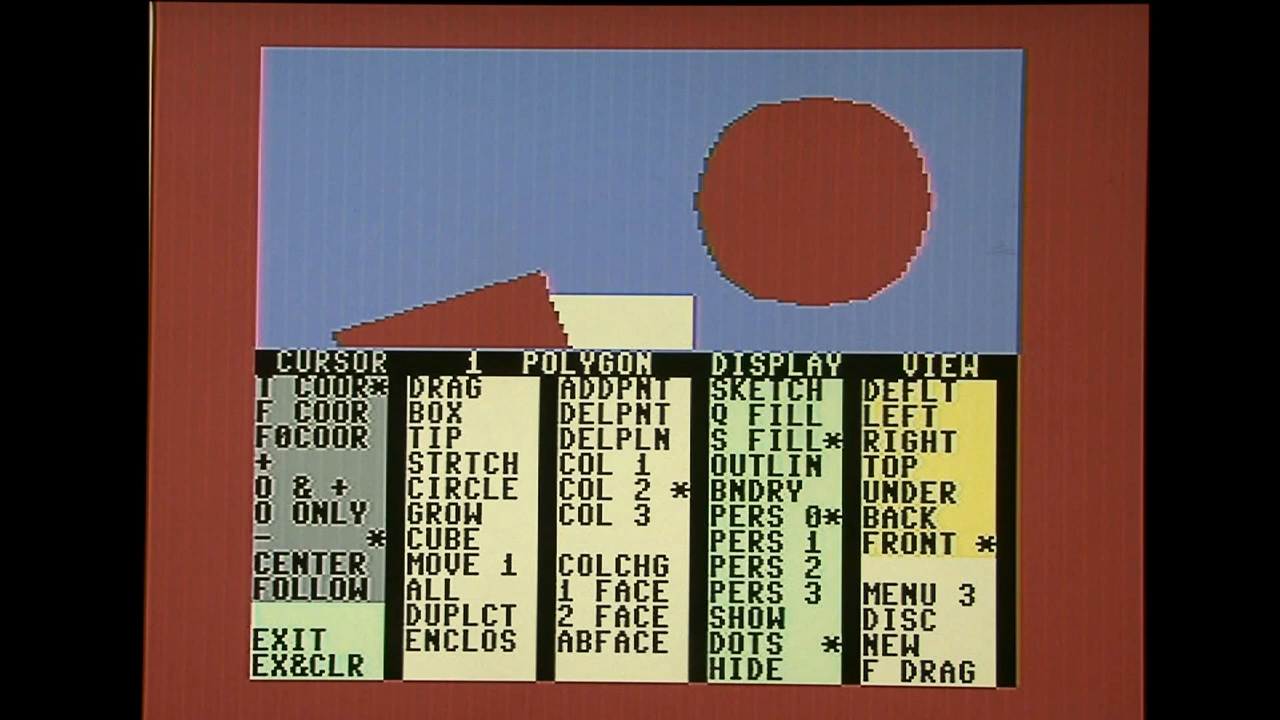 CURSOR 1 POLYGON DISPLAY VIEW
T COOR* DRAG ADDPNT SKETCH DEFLT
F COOR BOX DELPNT Q FILL LEFT
F0COOR TIP DELPLN S FILL* RIGHT
+ STRTCH COL 1 OUTLIN TOP
O & + CIRCLE COL 2 * BNDRY UNDER
O ONLY GROW COL 3 PERS 0* BACK
- * CUBE PERS 1 FRONT *
CENTER MOVE 1 COLCHG PERS 2
FOLLOW ALL 1 FACE PERS 3 MENU 3
DUPLCT 2 FACE SHOW DISC
EXIT ENCLOS ABFACE DOTS * NEW
EX&CLR HIDE F DRAG